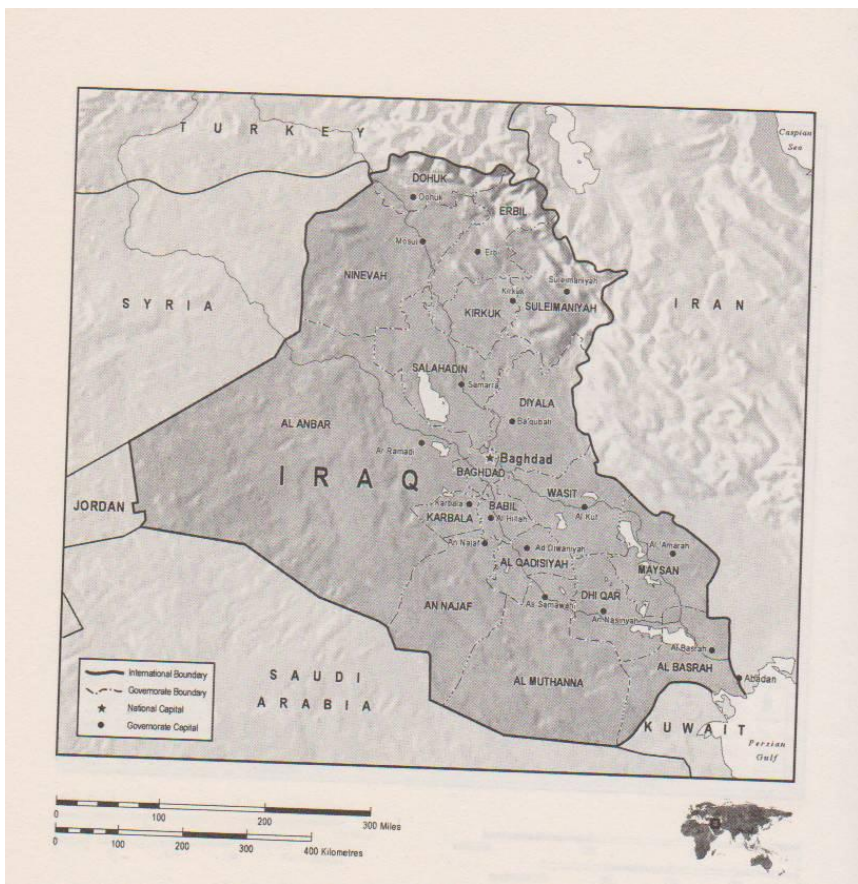 Caspian
Sea
T U R K E Y
DOHUK
Dohuk
ERBIL
Mosul
Erbil
NINEVAH
Suleimaniyah
Kirkuk
S Y R I A
I R A N
KIRKUK
SULEIMANIYAH
SALAHADIN
Samarra
DIYALA
AL ANBAR
Ba'qubah
Ar Ramadi
Baghdad
BAGHDAD
I R A Q
WASIT
JORDAN
Karbala
BABIL
KARBALA
Al Hillah
Al Kut
An Najaf
Ad Diwaniyah
Al. Amarah
AL QADISIYAH
MAYSAN
DHI QAR
AN NAJAF
As Samawah
An Nasiriyah
Al Basrah
AL BASRAH
Abadan
AL MUTHANNA
S A U D I
A R A B I A
K U W A I T
Persian
Gulf
International Boundary
Governorate Boundary
National Capital
Governorate Capital
0 100 200 300 Miles
0 100 200 300 400 Kilometres